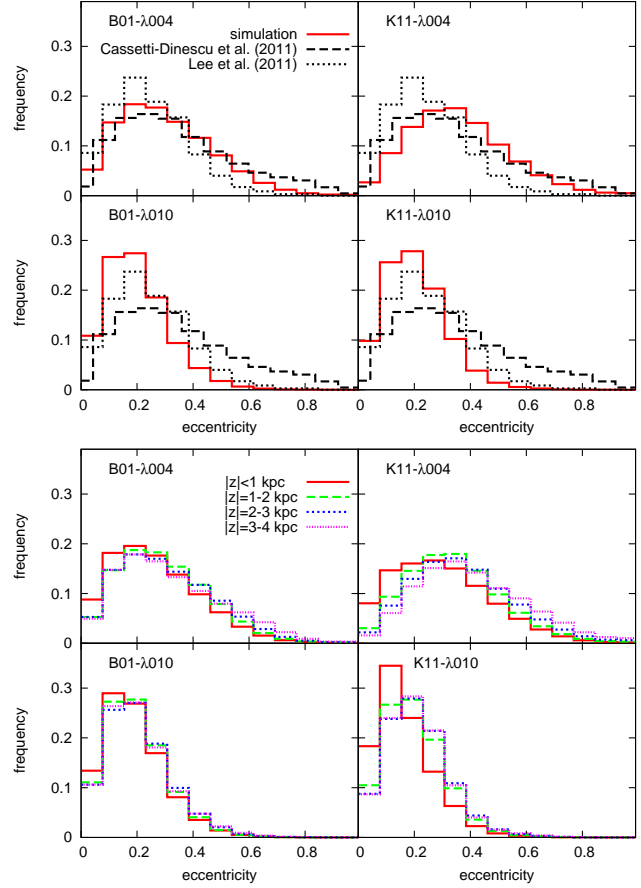 B01-λ004
K11-λ004
simulation
Cassetti-Dinescu et al. (2011)
Lee et al. (2011)
frequency
0.3
0.2
0.1
0
B01-λ010
K11-λ010
frequency
0.3
0.2
0.1
0
0 0.2 0.4 0.6 0.8
0 0.2 0.4 0.6 0.8
eccentricity
eccentricity
B01-λ004
K11-λ004
|z|<1 kpc
|z|=1-2 kpc
|z|=2-3 kpc
|z|=3-4 kpc
frequency
0.3
0.2
0.1
0
B01-λ010
K11-λ010
frequency
0.3
0.2
0.1
0
0 0.2 0.4 0.6 0.8
0 0.2 0.4 0.6 0.8
eccentricity
eccentricity